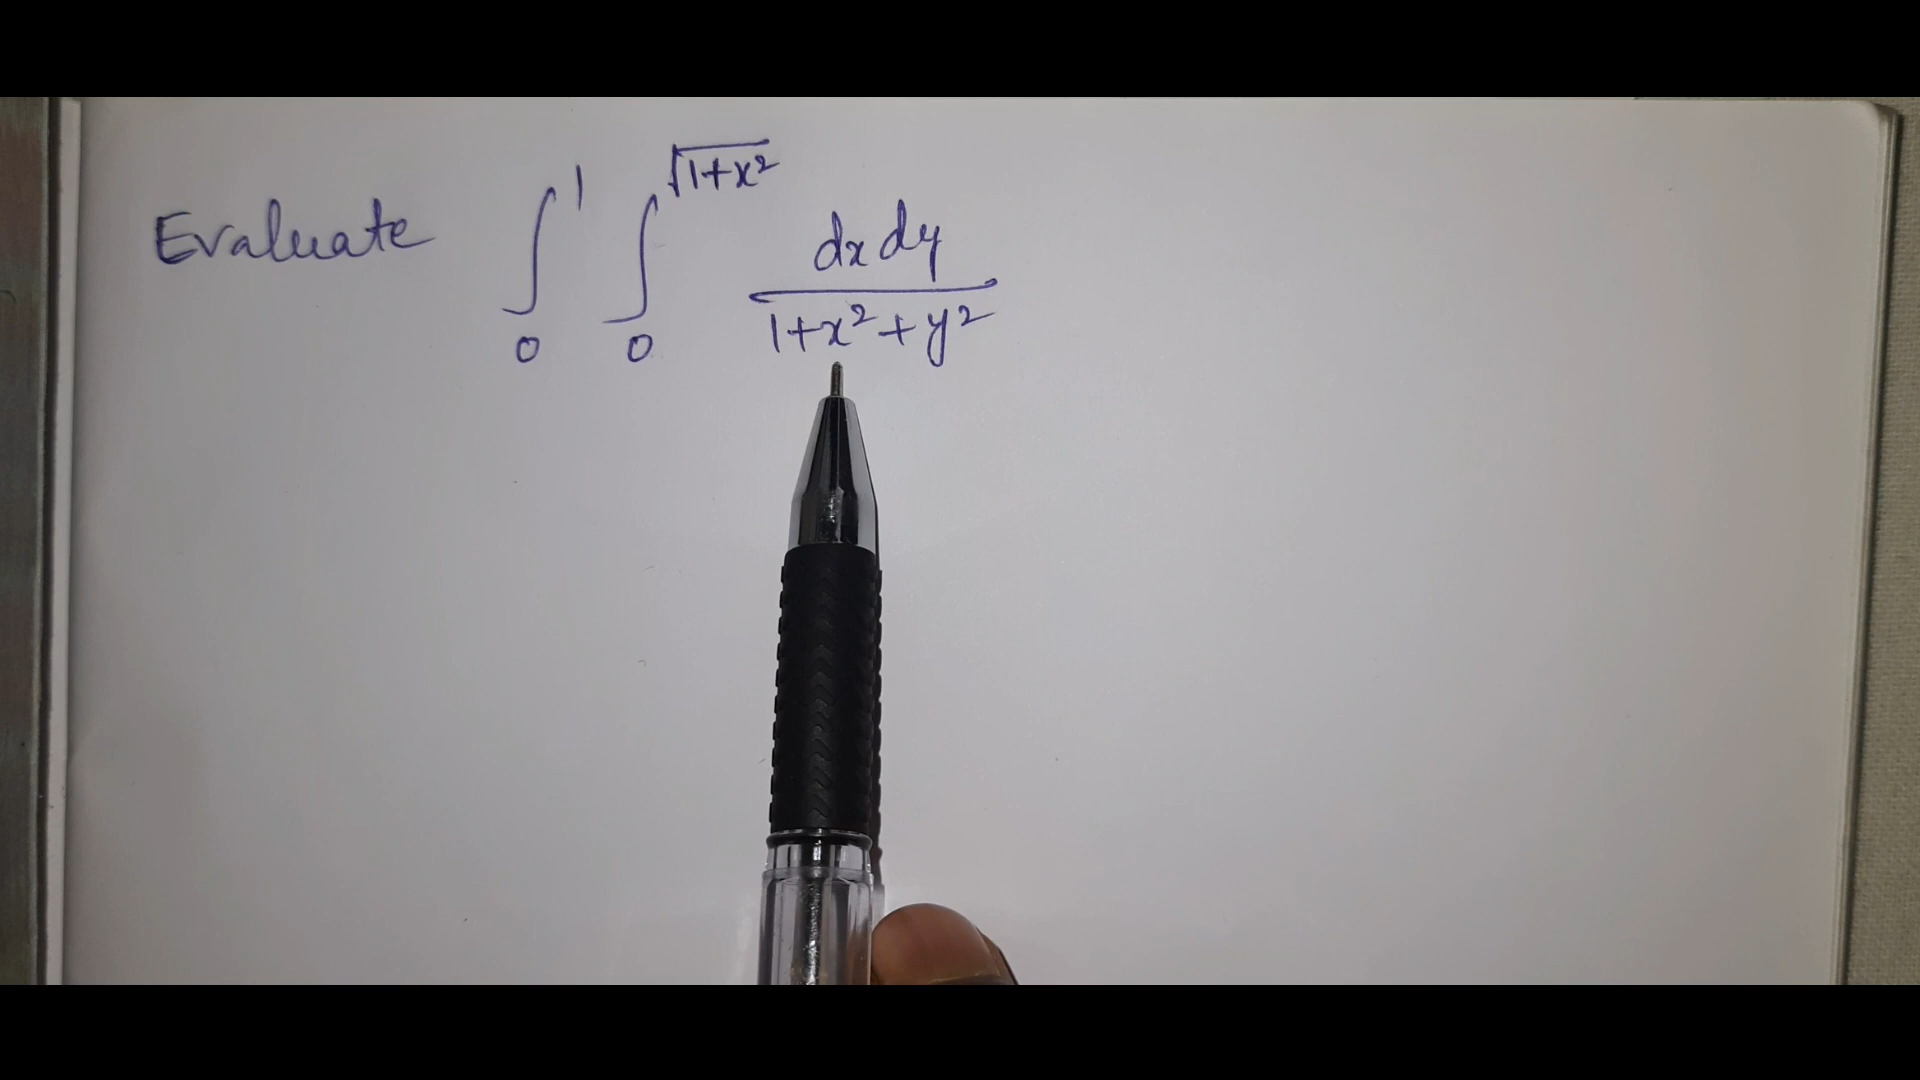 Evaluate ∫₀¹ ∫₀^√(1+x²) dx dy / (1+x²+y²)